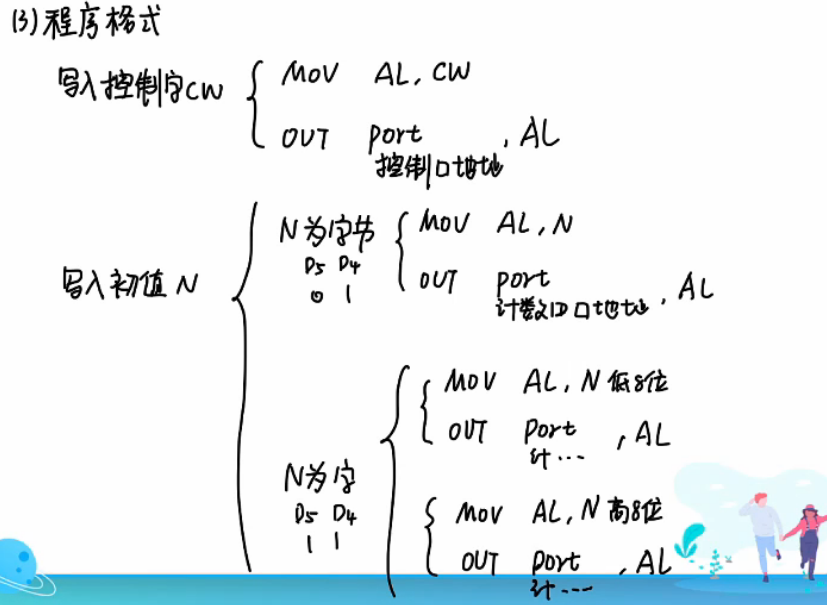 (3)程序格式
写入控制字CW
MOV AL, CW
OUT port, AL
控制口地址
写入初值 N
N为字节
D5 D4
0 1
MOV AL, N
OUT port, AL
计数口地址
N为字
D5 D4
1 1
MOV AL, N 低8位
OUT port, AL
计…
MOV AL, N 高8位
OUT port, AL
计…